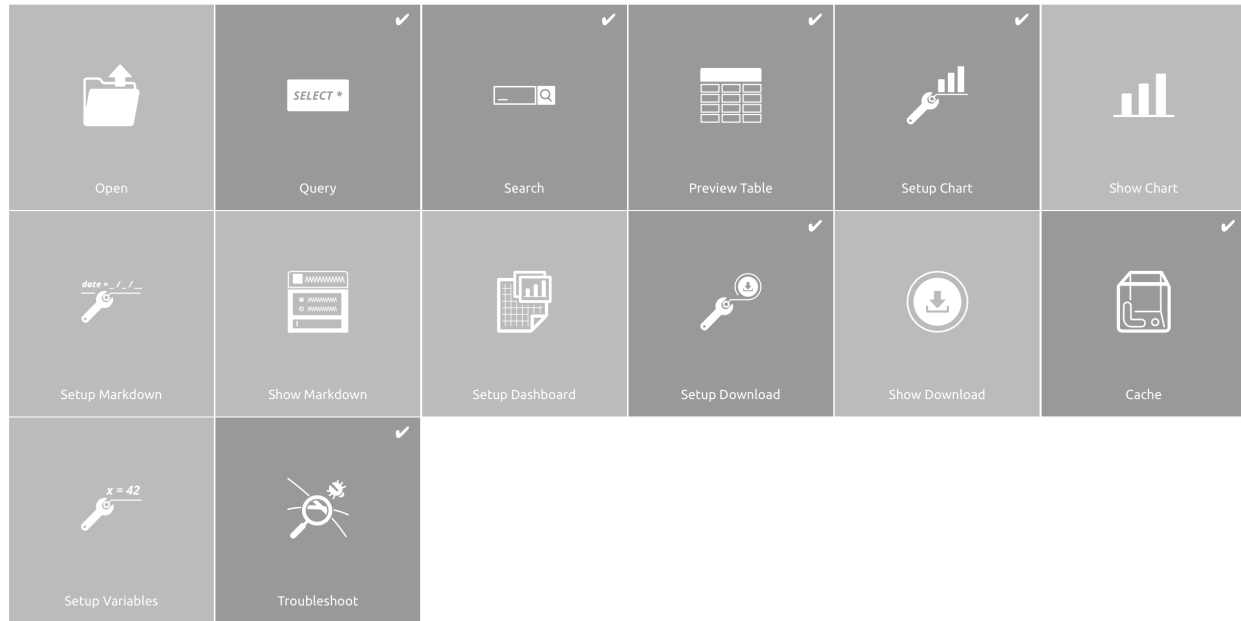 Open
SELECT *
Query
Search
Preview Table
Setup Chart
Show Chart
date = _ / _ / __
Setup Markdown
Show Markdown
Setup Dashboard
Setup Download
Show Download
Cache
x = 42
Setup Variables
Troubleshoot